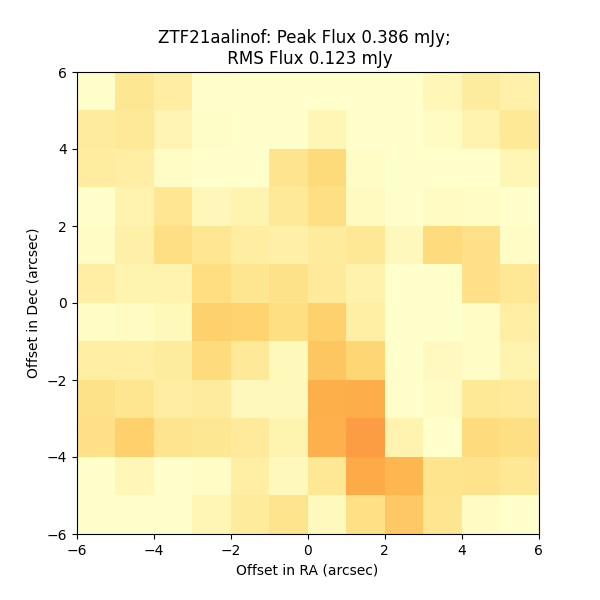 ZTF21aalinof: Peak Flux 0.386 mJy;
RMS Flux 0.123 mJy
6
4
2
0
−2
−4
−6
Offset in Dec (arcsec)
−6 −4 −2 0 2 4 6
Offset in RA (arcsec)